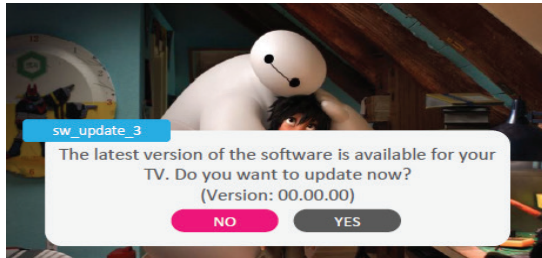 sw_update_3
The latest version of the software is available for your
TV. Do you want to update now?
(Version: 00.00.00)
NO
YES